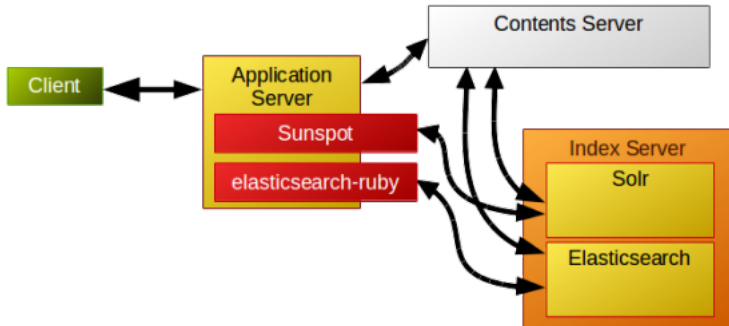 Contents Server
Client
Application
Server
Sunspot
elasticsearch-ruby
Index Server
Solr
Elasticsearch